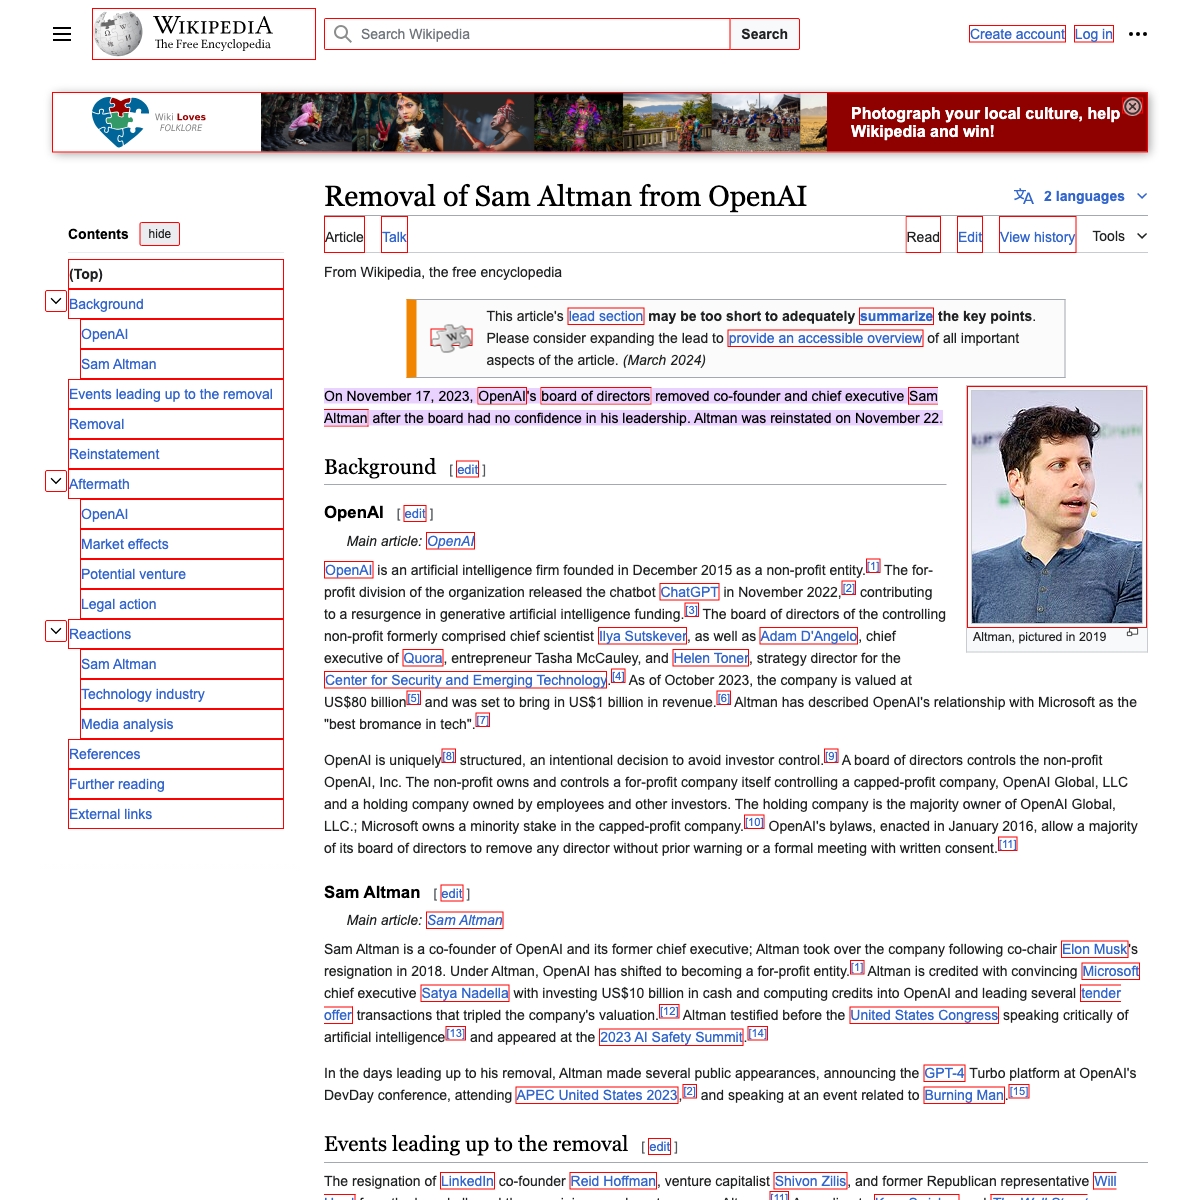 WIKIPEDIA
The Free Encyclopedia
Search Wikipedia
Search
Create account
Log in
Wiki Loves
FOLKLORE
Photograph your local culture, help
Wikipedia and win!
Removal of Sam Altman from OpenAI
2 languages
Contents
hide
(Top)
Background
OpenAI
Sam Altman
Events leading up to the removal
Removal
Reinstatement
Aftermath
OpenAI
Market effects
Potential venture
Legal action
Reactions
Sam Altman
Technology industry
Media analysis
References
Further reading
External links
Article
Talk
Read
Edit
View history
Tools
From Wikipedia, the free encyclopedia
This article's lead section may be too short to adequately summarize the key points.
Please consider expanding the lead to provide an accessible overview of all important
aspects of the article. (March 2024)
On November 17, 2023, OpenAI's board of directors removed co-founder and chief executive Sam
Altman after the board had no confidence in his leadership. Altman was reinstated on November 22.
Altman, pictured in 2019
Background [ edit ]
OpenAI [ edit ]
Main article: OpenAI
OpenAI is an artificial intelligence firm founded in December 2015 as a non-profit entity.[1] The for-
profit division of the organization released the chatbot ChatGPT in November 2022,[2] contributing
to a resurgence in generative artificial intelligence funding.[3] The board of directors of the controlling
non-profit formerly comprised chief scientist Ilya Sutskever, as well as Adam D'Angelo, chief
executive of Quora, entrepreneur Tasha McCauley, and Helen Toner, strategy director for the
Center for Security and Emerging Technology.[4] As of October 2023, the company is valued at
US$80 billion[5] and was set to bring in US$1 billion in revenue.[6] Altman has described OpenAI's relationship with Microsoft as the
"best bromance in tech".[7]
OpenAI is uniquely[8] structured, an intentional decision to avoid investor control.[9] A board of directors controls the non-profit
OpenAI, Inc. The non-profit owns and controls a for-profit company itself controlling a capped-profit company, OpenAI Global, LLC
and a holding company owned by employees and other investors. The holding company is the majority owner of OpenAI Global,
LLC.; Microsoft owns a minority stake in the capped-profit company.[10] OpenAI's bylaws, enacted in January 2016, allow a majority
of its board of directors to remove any director without prior warning or a formal meeting with written consent.[11]
Sam Altman [ edit ]
Main article: Sam Altman
Sam Altman is a co-founder of OpenAI and its former chief executive; Altman took over the company following co-chair Elon Musk's
resignation in 2018. Under Altman, OpenAI has shifted to becoming a for-profit entity.[1] Altman is credited with convincing Microsoft
chief executive Satya Nadella with investing US$10 billion in cash and computing credits into OpenAI and leading several tender
offer transactions that tripled the company's valuation.[12] Altman testified before the United States Congress speaking critically of
artificial intelligence[13] and appeared at the 2023 AI Safety Summit.[14]
In the days leading up to his removal, Altman made several public appearances, announcing the GPT-4 Turbo platform at OpenAI's
DevDay conference, attending APEC United States 2023,[2] and speaking at an event related to Burning Man.[15]
Events leading up to the removal [ edit ]
The resignation of LinkedIn co-founder Reid Hoffman, venture capitalist Shivon Zilis, and former Republican representative Will